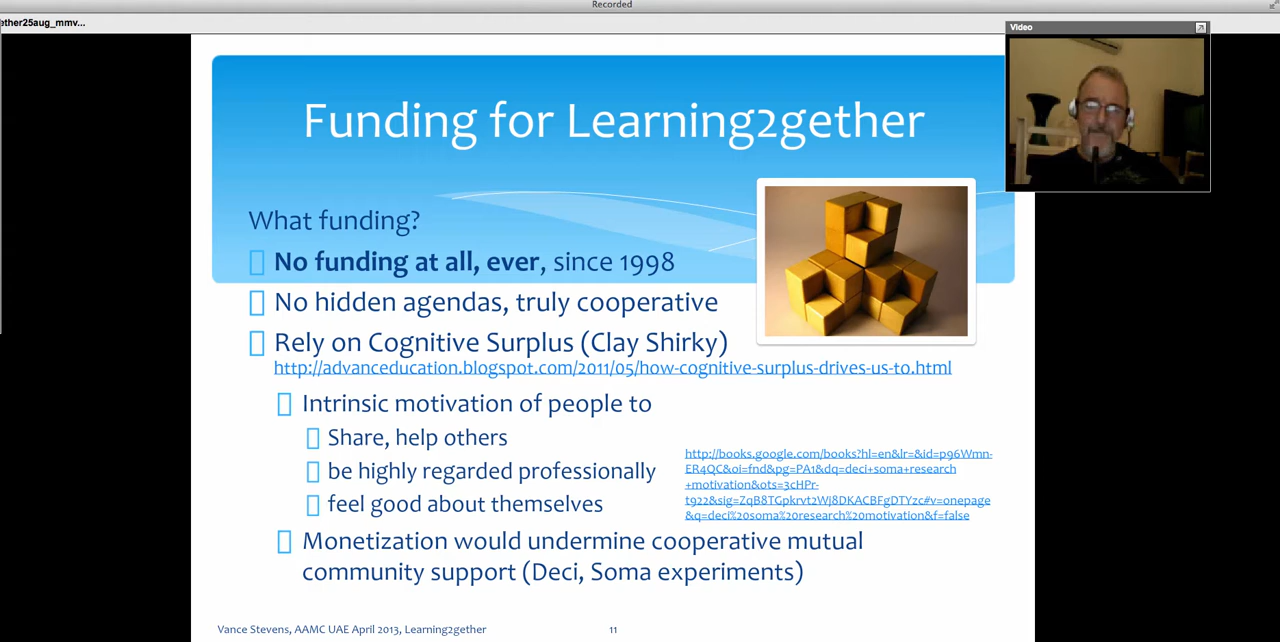 Recorded
ether25aug_mmv...
Video
Funding for Learning2gether
What funding?
No funding at all, ever, since 1998
No hidden agendas, truly cooperative
Rely on Cognitive Surplus (Clay Shirky)
http://advanceducation.blogspot.com/2011/05/how-cognitive-surplus-drives-us-to.html
Intrinsic motivation of people to
Share, help others
be highly regarded professionally
feel good about themselves
http://books.google.com/books?hl=en&lr=&id=p96Wmn-
ER4QC&oi=fnd&pg=PA1&dq=deci+soma+research
+motivation&ots=3cHPr-
t922&sig=ZqB8TGpkrvt2Wj8DKACBFgDTYzc#v=onepage
&q=deci%20soma%20research%20motivation&f=false
Monetization would undermine cooperative mutual
community support (Deci, Soma experiments)
Vance Stevens, AAMC UAE April 2013, Learning2gether
11